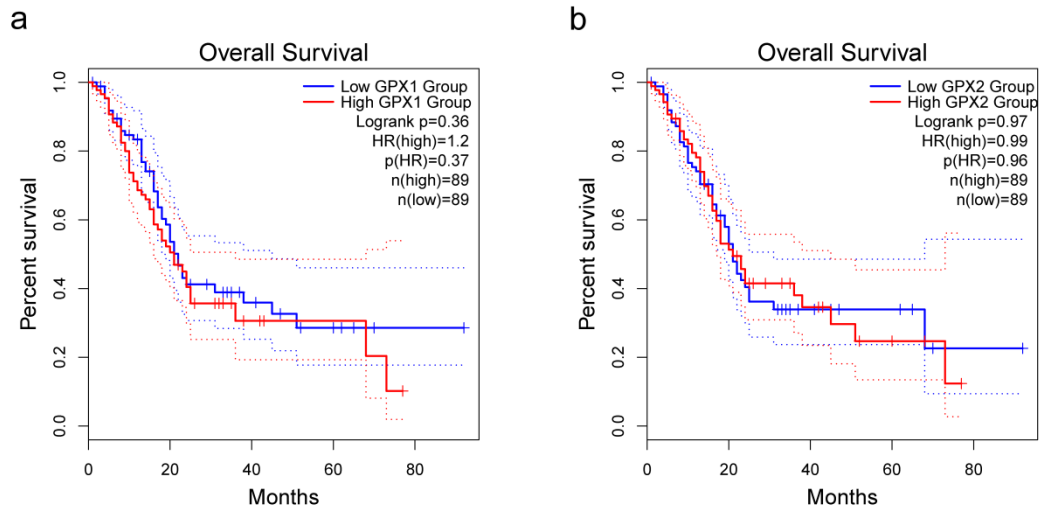 a
Overall Survival
Low GPX1 Group
High GPX1 Group
Logrank p=0.36
HR(high)=1.2
p(HR)=0.37
n(high)=89
n(low)=89
Percent survival
1.0
0.8
0.6
0.4
0.2
0.0
0 20 40 60 80
Months
b
Overall Survival
Low GPX2 Group
High GPX2 Group
Logrank p=0.97
HR(high)=0.99
p(HR)=0.96
n(high)=89
n(low)=89
Percent survival
1.0
0.8
0.6
0.4
0.2
0.0
0 20 40 60 80
Months